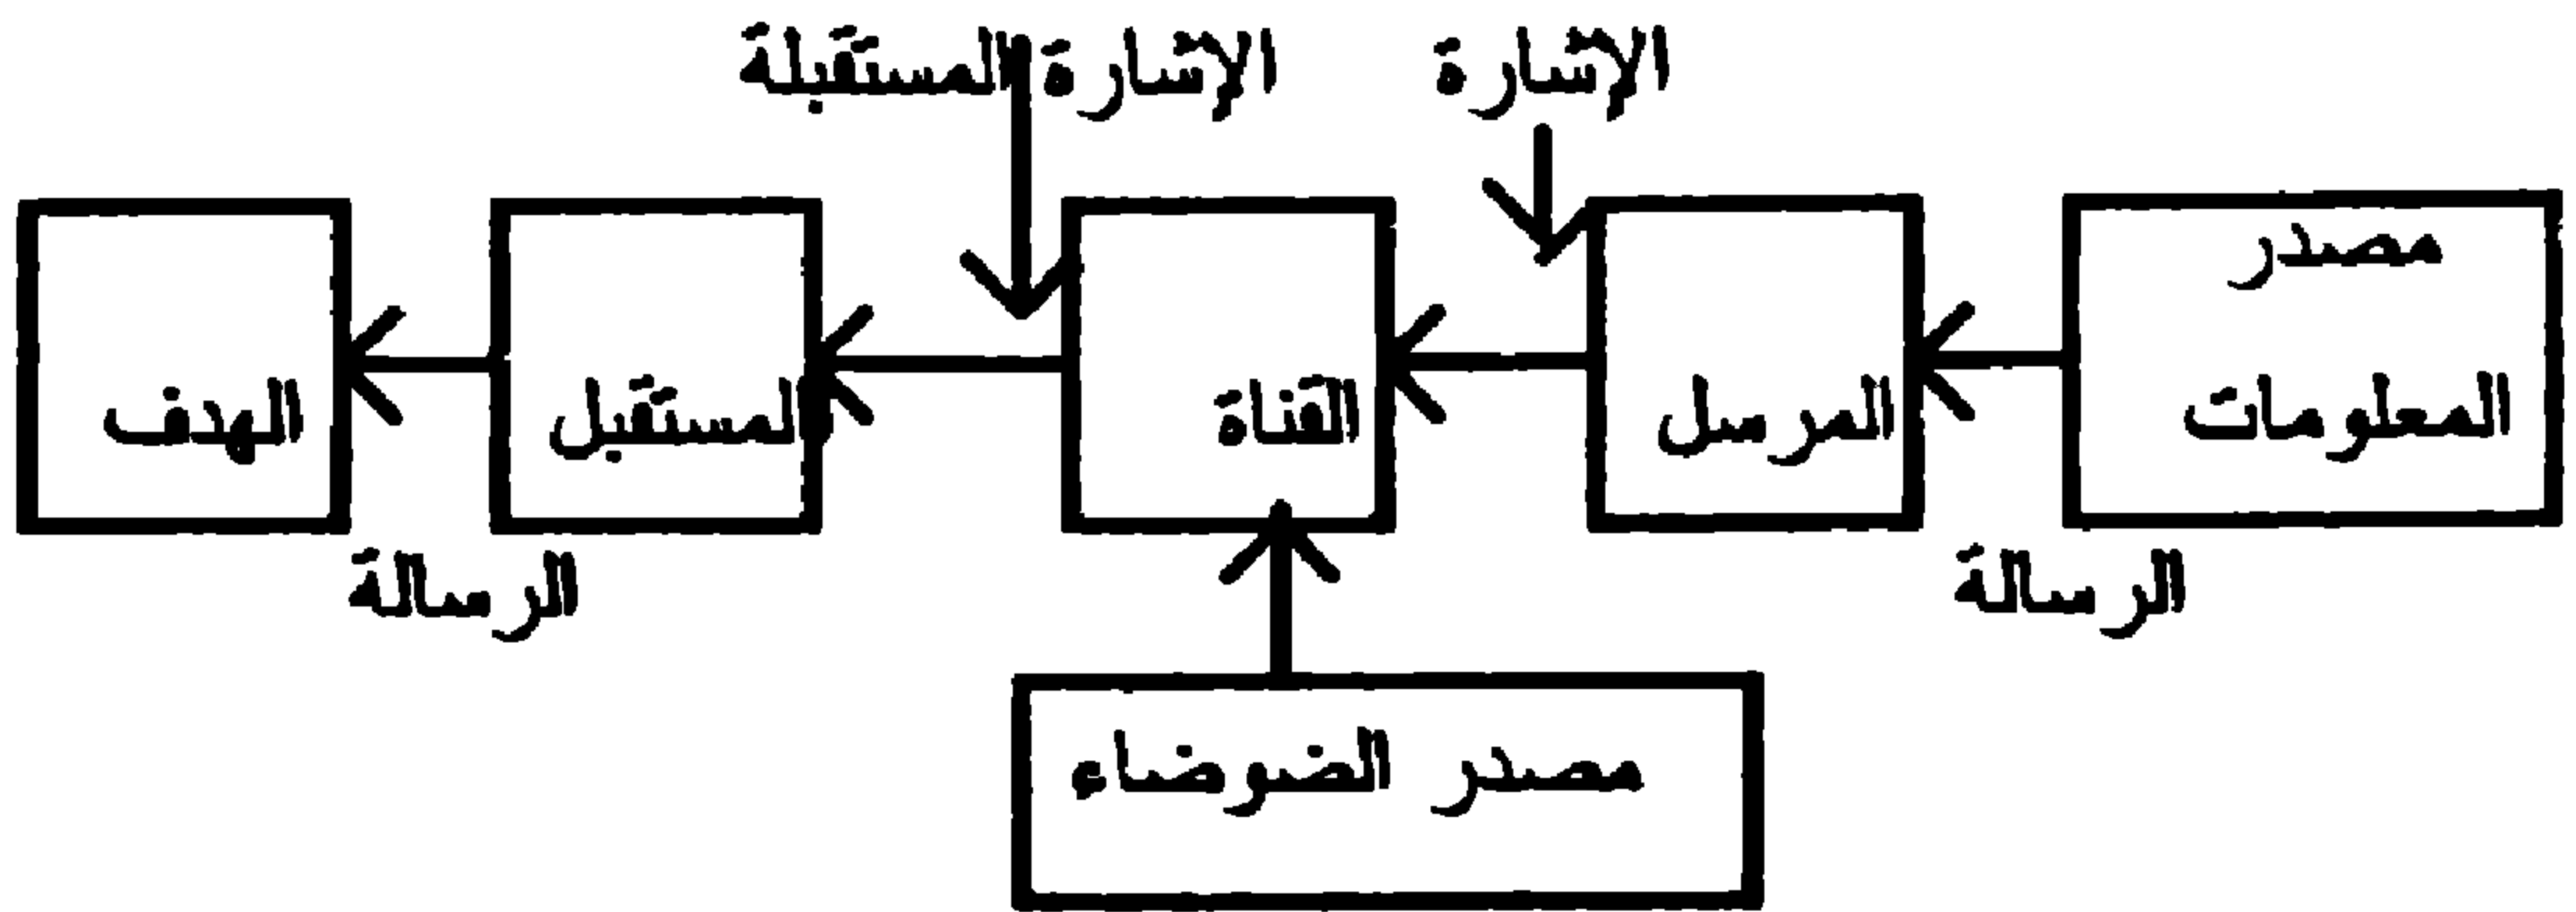 الإشارة
الإشارة المستقبلة
مصدر
المعلومات
المرسل
القناة
المستقبل
الهدف
الرسالة
الرسالة
مصدر الضوضاء